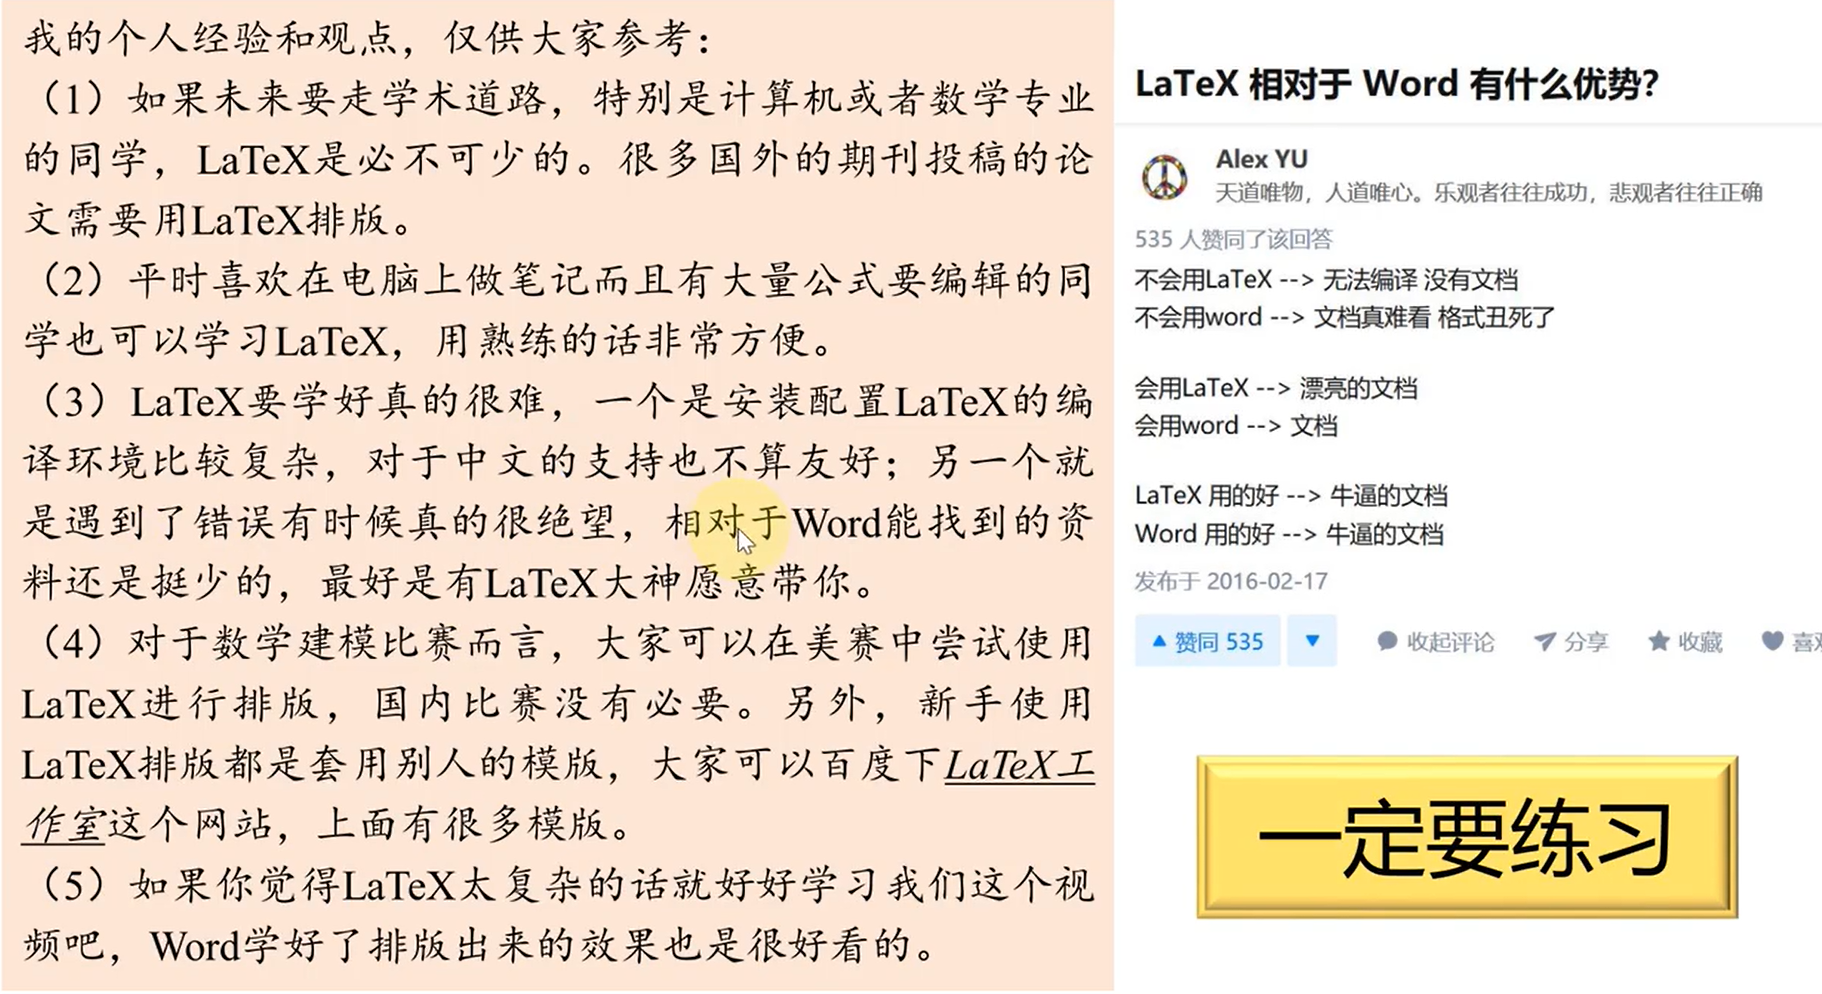 我的个人经验和观点，仅供大家参考：
（1）如果未来要走学术道路，特别是计算机或者数学专业
的同学，LaTeX是必不可少的。很多国外的期刊投稿的论
文需要用LaTeX排版。
（2）平时喜欢在电脑上做笔记而且有大量公式要编辑的同
学也可以学习LaTeX，用熟练的话非常方便。
（3）LaTeX要学好真的很难，一个是安装配置LaTeX的编
译环境比较复杂，对于中文的支持也不算友好；另一个就
是遇到了错误有时候真的很绝望，相对于Word能找到的资
料还是挺少的，最好是有LaTeX大神愿意带你。
（4）对于数学建模比赛而言，大家可以在美赛中尝试使用
LaTeX进行排版，国内比赛没有必要。另外，新手使用
LaTeX排版都是套用别人的模版，大家可以百度下LaTeX工
作室这个网站，上面有很多模版。
（5）如果你觉得LaTeX太复杂的话就好好学习我们这个视
频吧，Word学好了排版出来的效果也是很好看的。
LaTeX 相对于 Word 有什么优势？
Alex YU
天道唯物，人道唯心。乐观者往往成功，悲观者往往正确
535 人赞同了该回答
不会用LaTeX --> 无法编译 没有文档
不会用word --> 文档真难看 格式丑死了
会用LaTeX --> 漂亮的文档
会用word --> 文档
LaTeX 用的好 --> 牛逼的文档
Word 用的好 --> 牛逼的文档
发布于 2016-02-17
赞同 535 收起评论 分享 收藏 喜
一定要练习